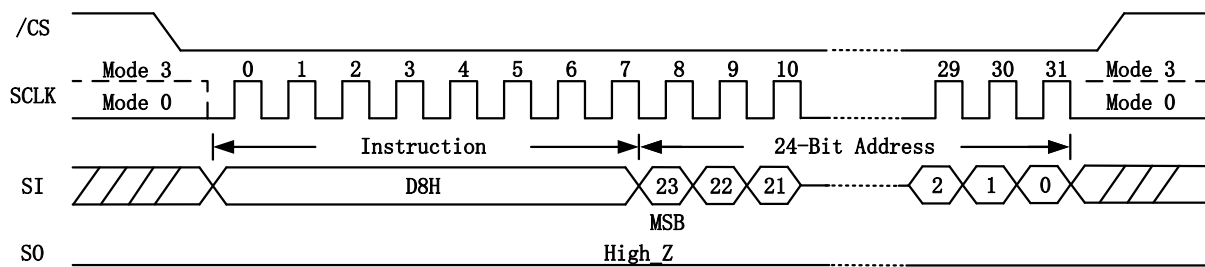 /CS
Mode 3 0 1 2 3 4 5 6 7 8 9 10 29 30 31 Mode 3
SCLK
Mode 0 Mode 0
Instruction 24-Bit Address
SI D8H 23 22 21 2 1 0
MSB
SO High_Z